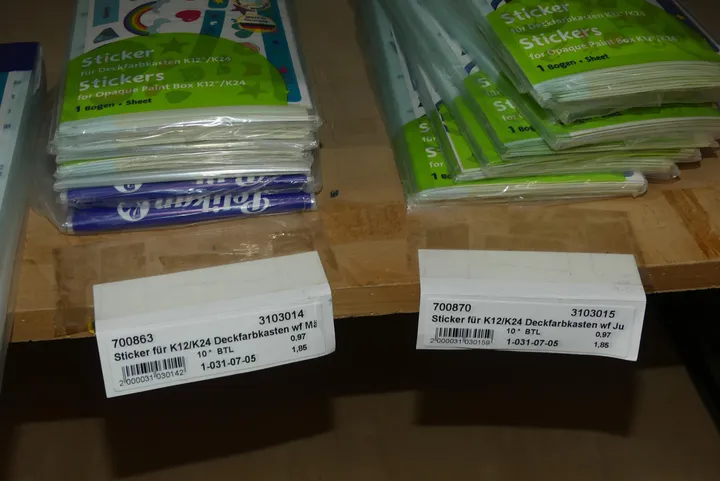 Sticker
für Deckfarbkasten K12®/K24
Stickers
for Opaque Paint Box K12®/K24
1 Bogen • Sheet
Pelikan
Sticker
für Deckfarbkasten K12®/K24
Stickers
for Opaque Paint Box K12®/K24
1 Bogen • Sheet
700863 3103014
Sticker für K12/K24 Deckfarbkasten wf Mä
10 * BTL 0,97
1,85
2 000031 030142
1-031-07-05
700870 3103015
Sticker für K12/K24 Deckfarbkasten wf Ju
10 * BTL 0,97
1,85
2 000031 030159
1-031-07-05